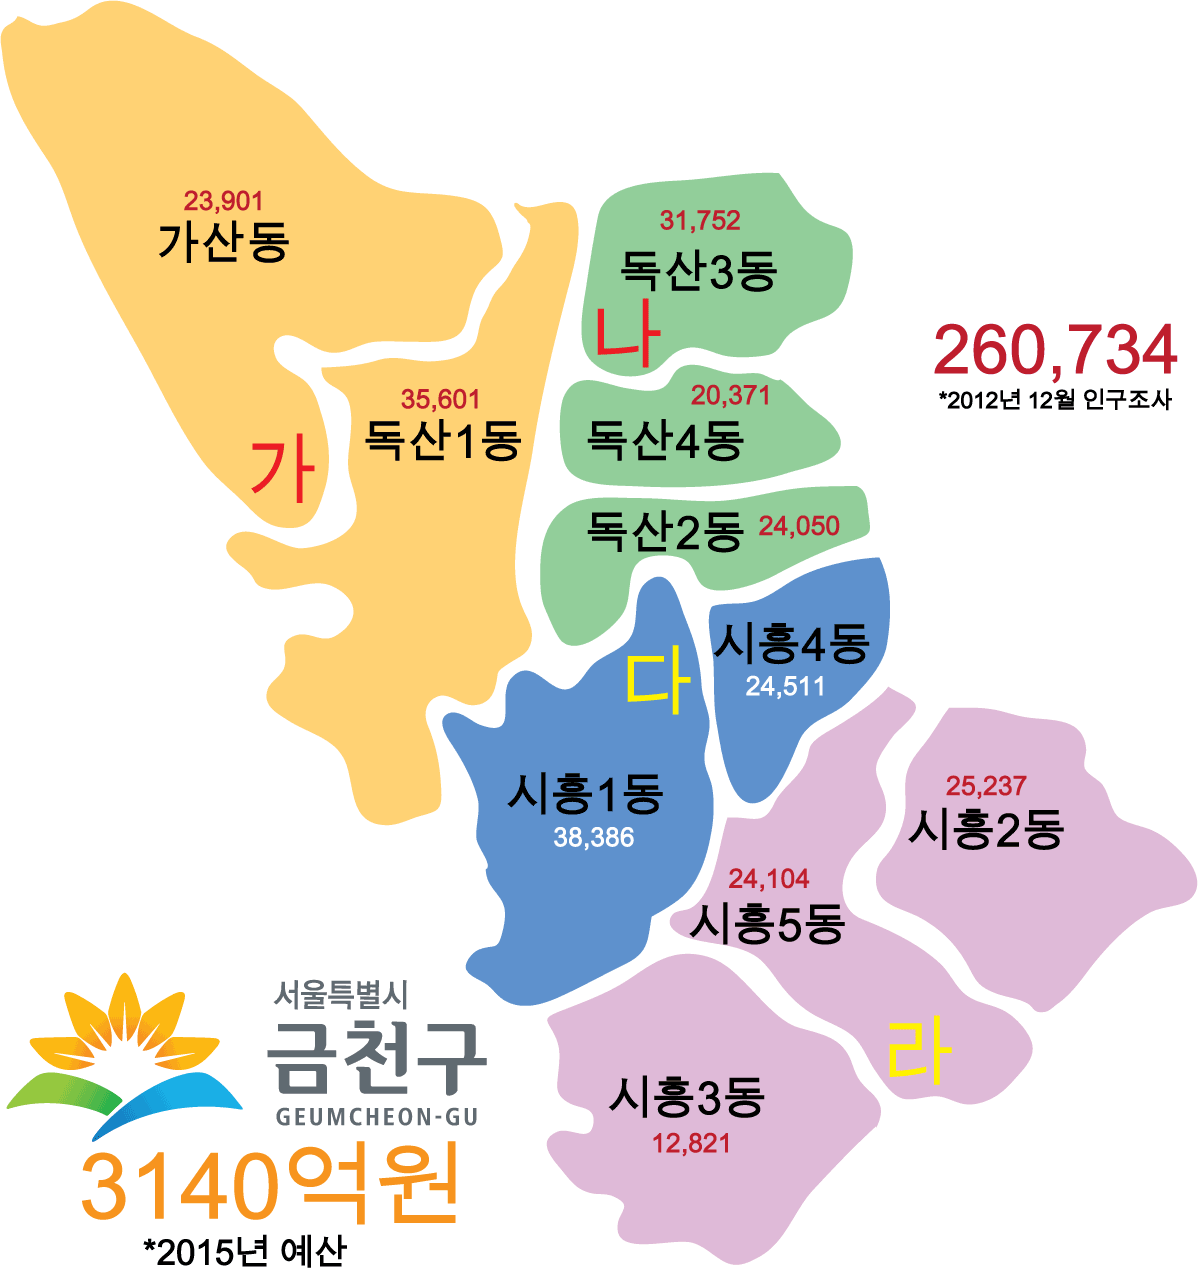 23,901
가산동
31,752
독산3동
나
260,734
*2012년 12월 인구조사
35,601
독산1동
20,371
독산4동
가
독산2동 24,050
시흥4동
24,511
다
시흥1동
38,386
25,237
시흥2동
24,104
시흥5동
라
시흥3동
12,821
서울특별시
금천구
GEUMCHEON-GU
3140억원
*2015년 예산